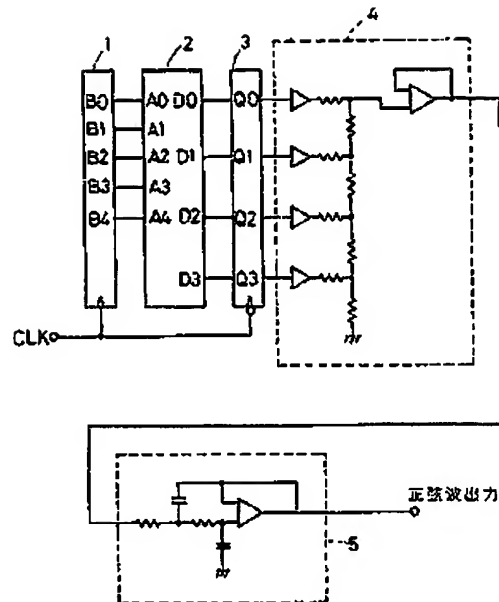 4
1 2 3
B0 A0 D0 Q0
B1 A1
B2 A2 D1 Q1
B3 A3
B4 A4 D2 Q2
D3 Q3
CLK
正弦波出力
5